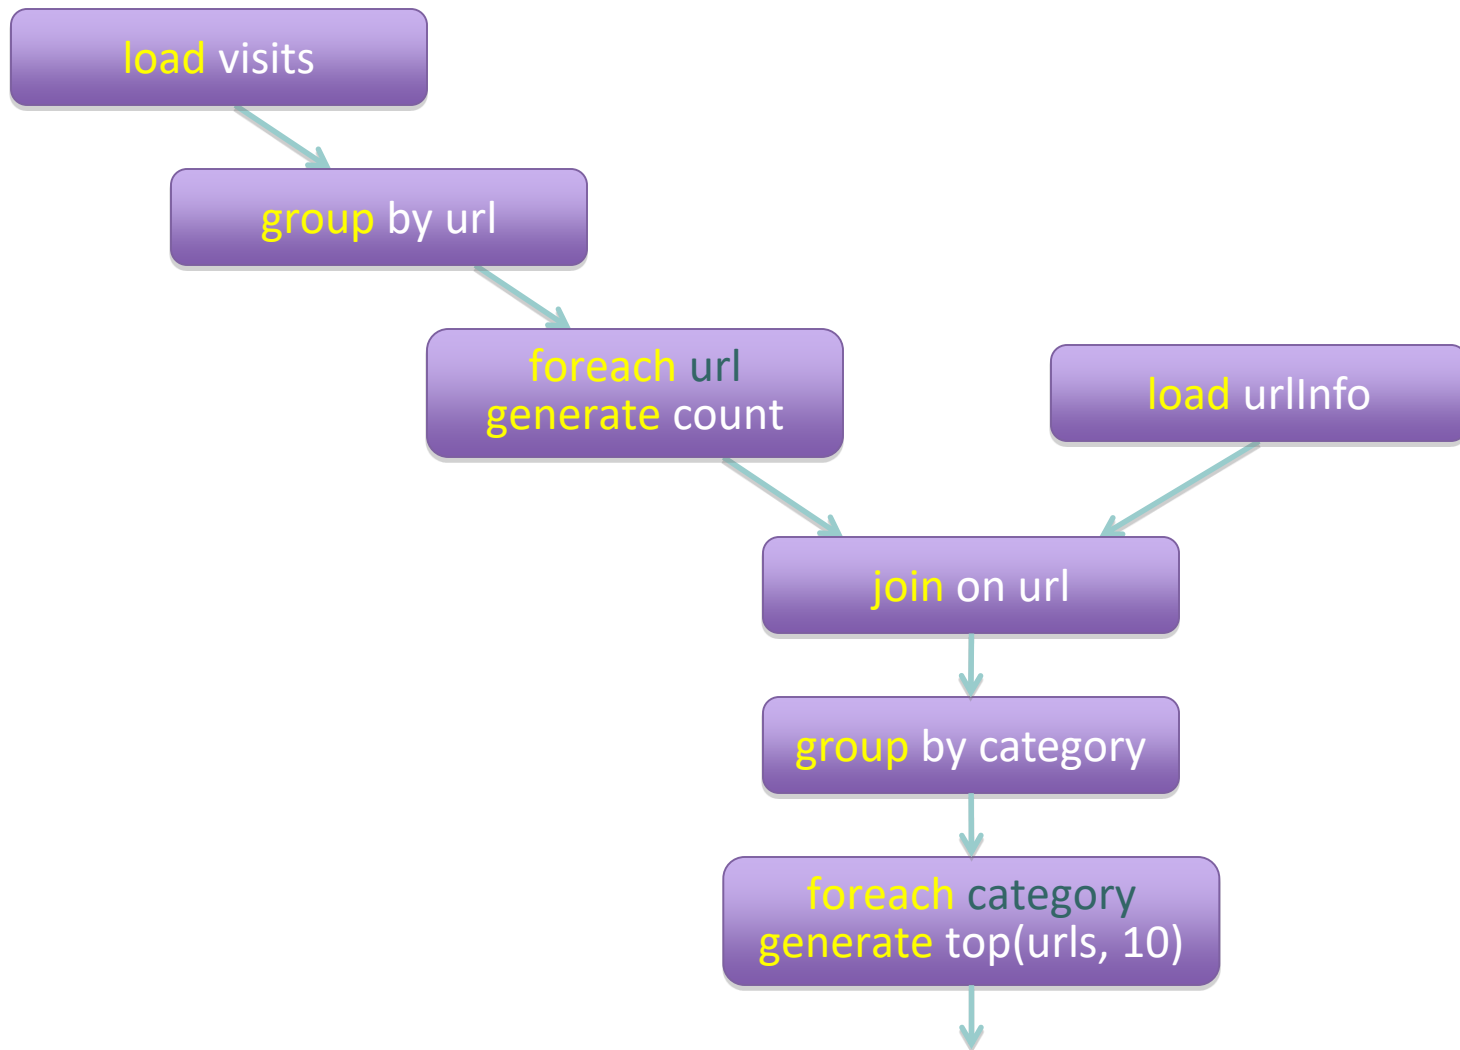 load visits
group by url
foreach url
generate count
load urlInfo
join on url
group by category
foreach category
generate top(urls, 10)